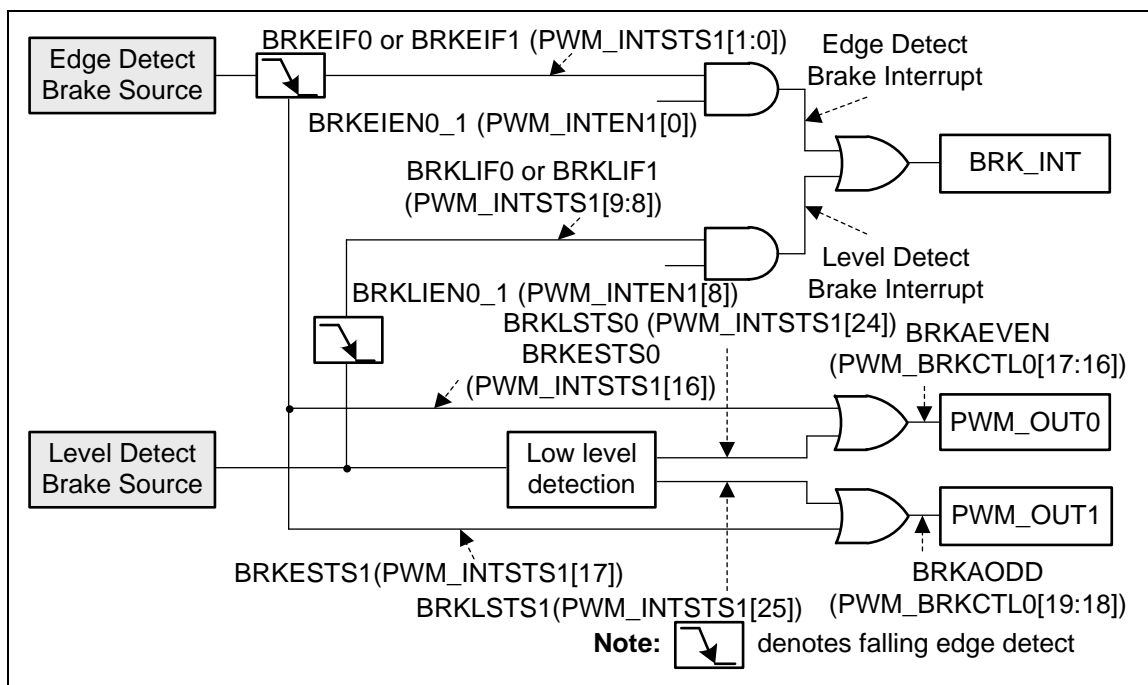 BRKEIF0 or BRKEIF1 (PWM_INTSTS1[1:0])
Edge Detect
Brake Source
Edge Detect
Brake Interrupt
BRKEIEN0_1 (PWM_INTEN1[0])
BRK_INT
BRKLIF0 or BRKLIF1
(PWM_INTSTS1[9:8])
Level Detect
Brake Interrupt
BRKLIEN0_1 (PWM_INTEN1[8])
BRKLSTS0 (PWM_INTSTS1[24])
BRKESTS0
(PWM_INTSTS1[16])
BRKAEVEN
(PWM_BRKCTL0[17:16])
PWM_OUT0
Level Detect
Brake Source
Low level
detection
PWM_OUT1
BRKESTS1(PWM_INTSTS1[17])
BRKLSTS1(PWM_INTSTS1[25])
BRKAODD
(PWM_BRKCTL0[19:18])
Note: denotes falling edge detect